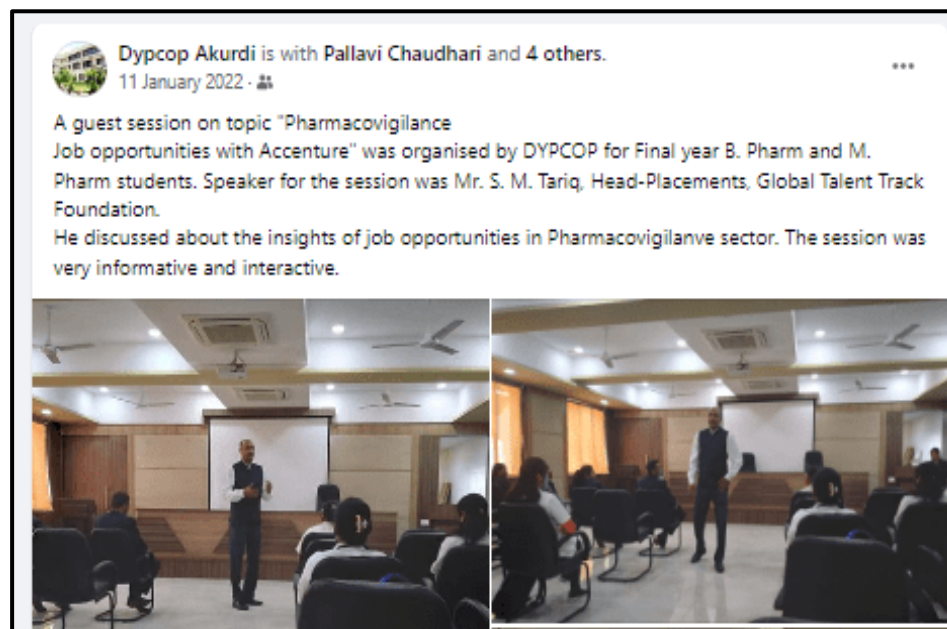 Dypcop Akurdi is with Pallavi Chaudhari and 4 others.
11 January 2022 ·
A guest session on topic "Pharmacovigilance
Job opportunities with Accenture" was organised by DYPCOP for Final year B. Pharm and M.
Pharm students. Speaker for the session was Mr. S. M. Tariq, Head-Placements, Global Talent Track
Foundation.
He discussed about the insights of job opportunities in Pharmacovigilanve sector. The session was
very informative and interactive.